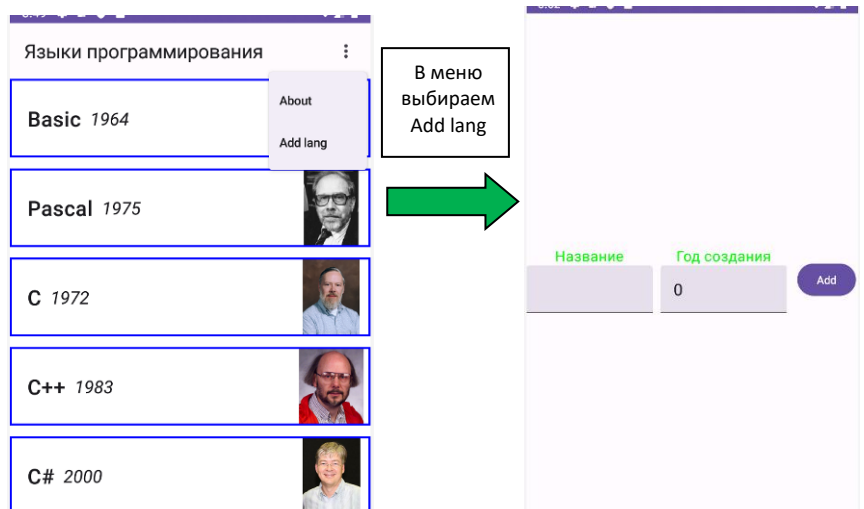 Языки программирования
About
Add lang
Basic 1964
Pascal 1975
C 1972
C++ 1983
C# 2000
В меню
выбираем
Add lang
Название
Год создания
0
Add